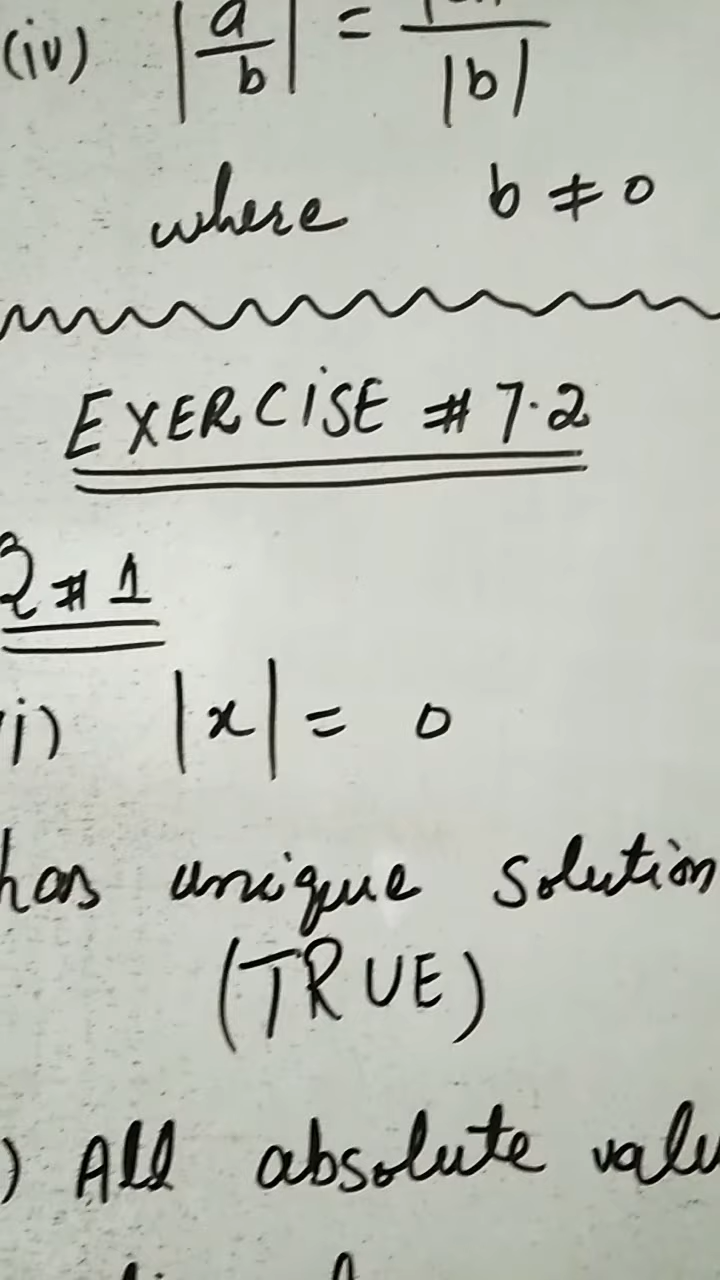 (iv) |a/b| = |a|/|b|
where b ≠ 0
EXERCISE # 7.2
Q # 1
i) |x| = 0
has unique solution
(TRUE)
) All absolute valu